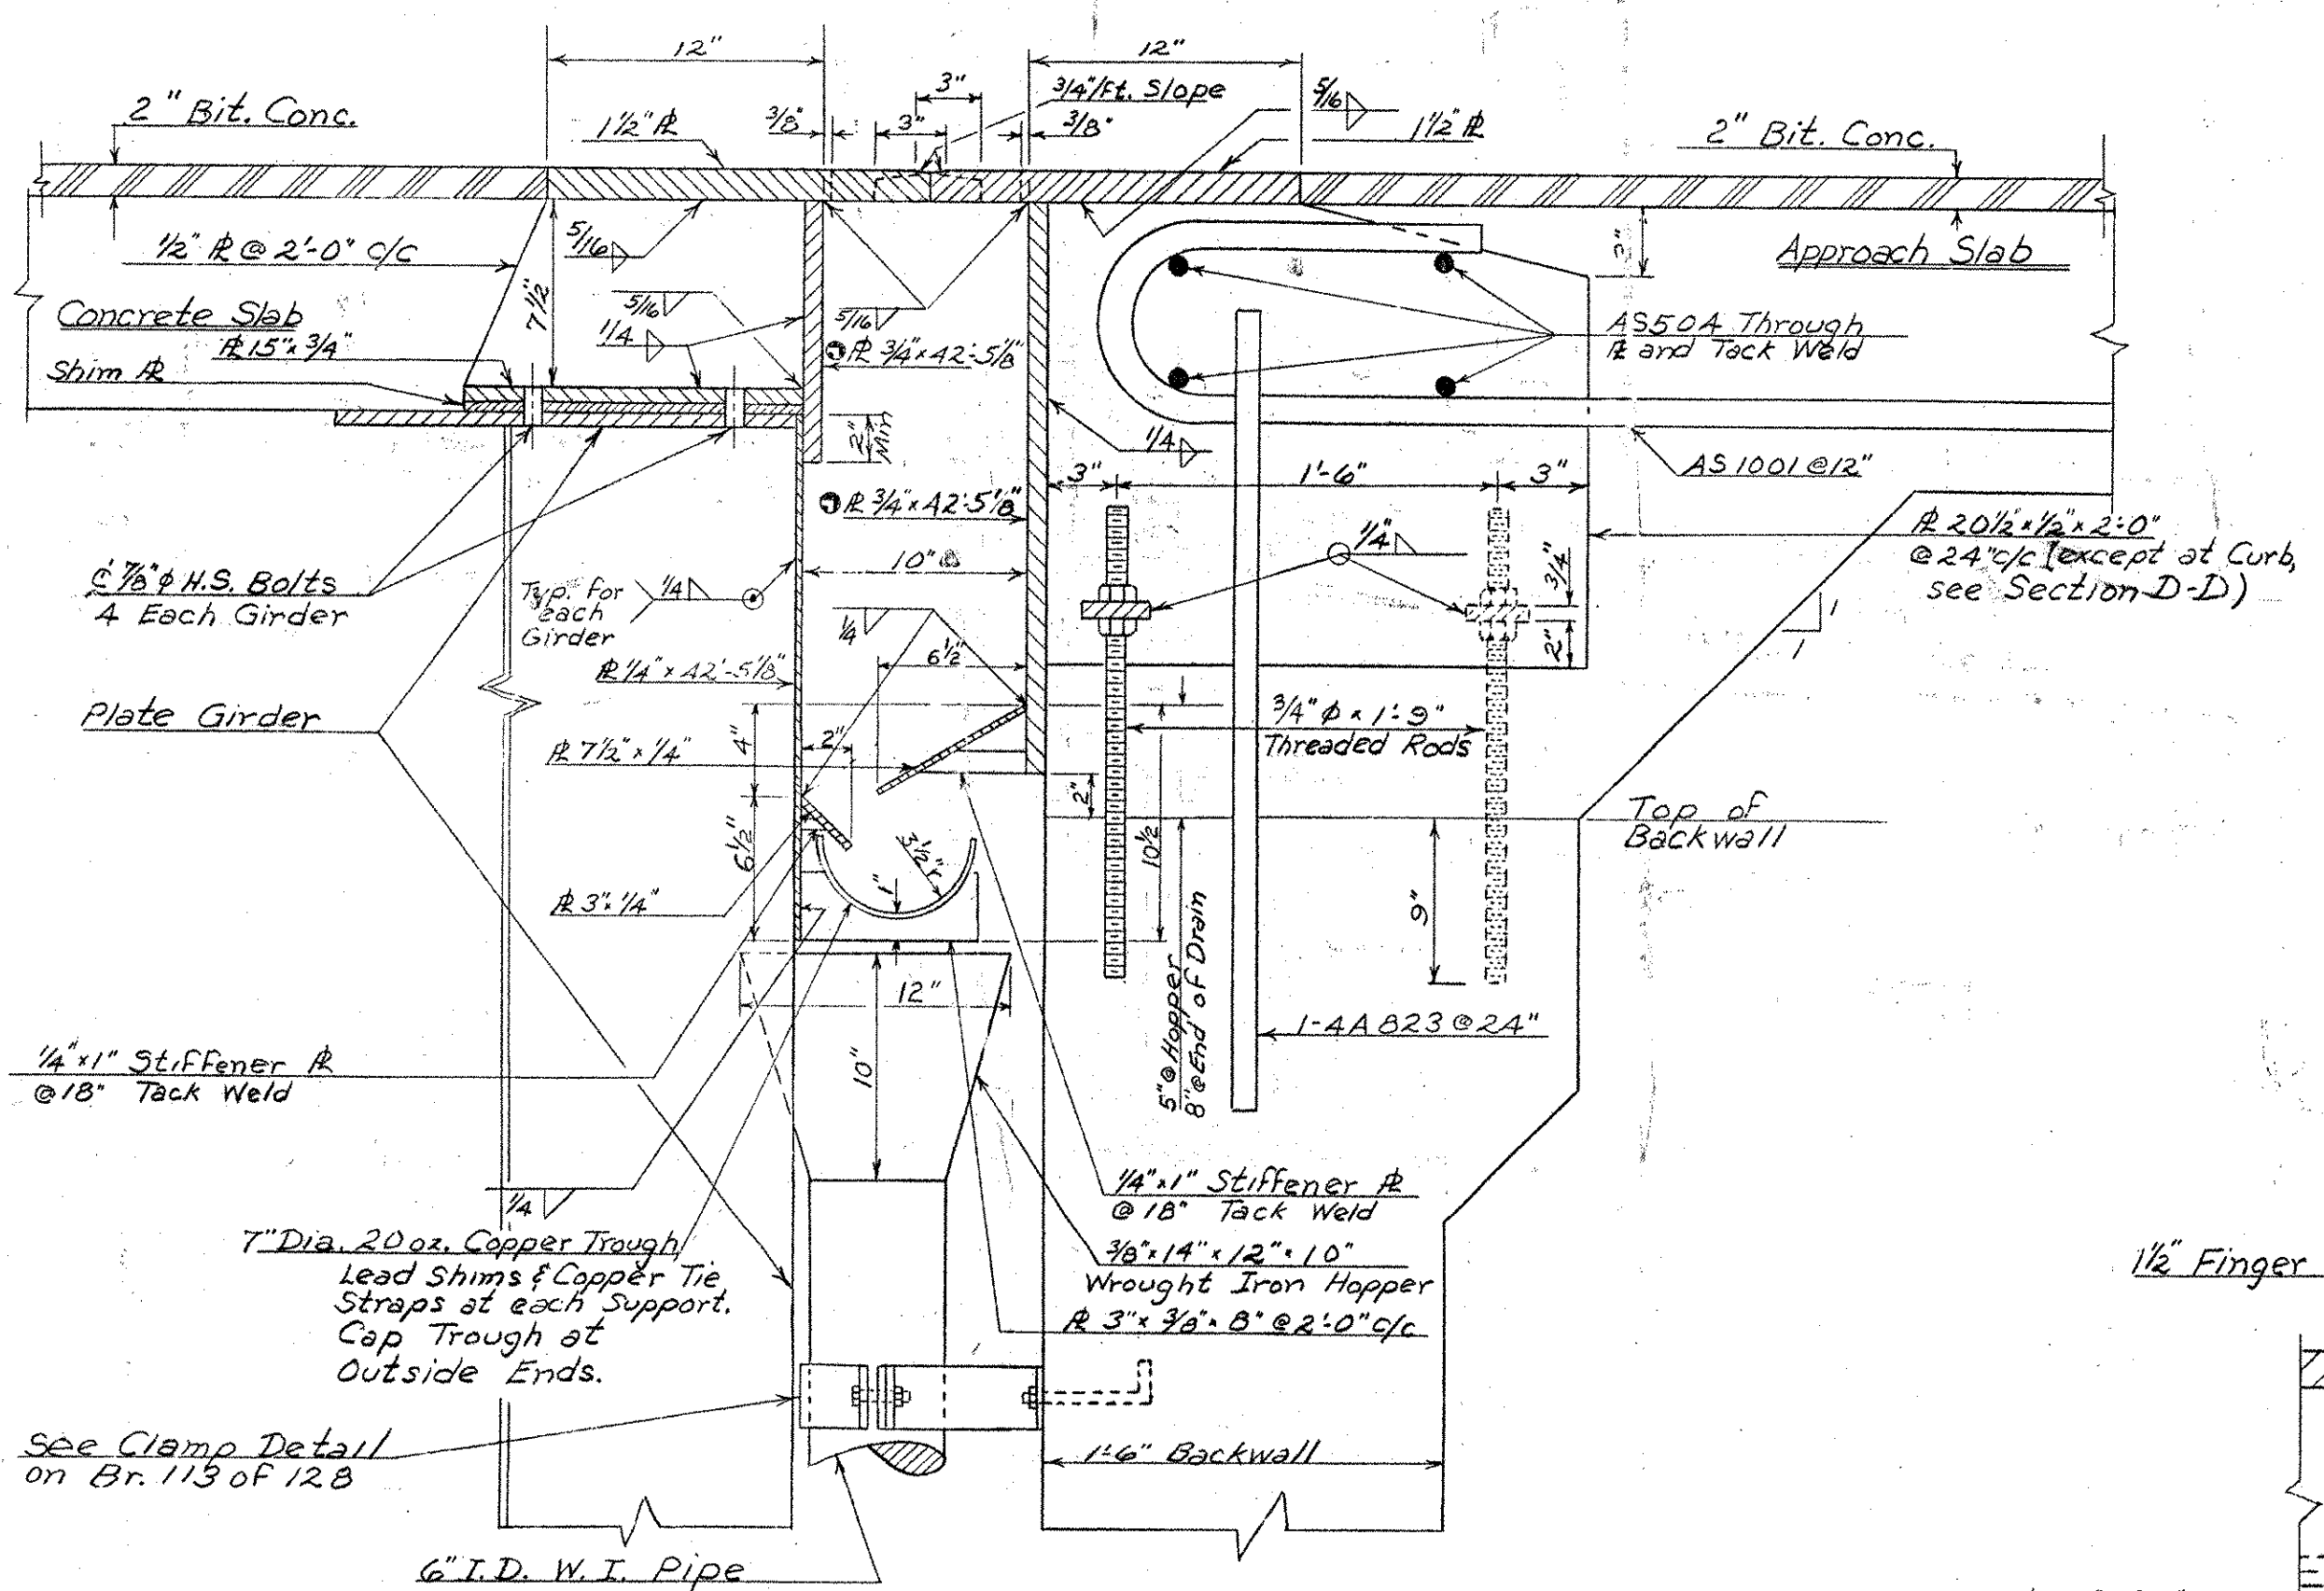 12"
12"
3"
3/4"/Ft. Slope
5/16
2" Bit. Conc.
1 1/2" ℄
3/8"
3"
3/8"
1 1/2" ℄
2" Bit. Conc.
1/2" ℄ @ 2'-0" c/c
5/16
7 1/2"
3"
Approach Slab
Concrete Slab
℄ 15" x 3/4"
Shim ℄
5/16
1/4
5/16
℄ 3/4" x 42'-5 1/8"
AS504 Through
℄ and Tack Weld
2"
Min
1/4
3"
1'-6"
3"
AS 1001 @ 12"
℄ 3/4" x 42'-5 1/8"
10"
1/4"
3/4"
2"
℄ 20 1/2" x 1/2" x 2'-0"
@ 24" c/c (except at Curb,
see Section D-D)
1
1
℄ 7/8" φ H.S. Bolts
4 Each Girder
Typ. for
each
Girder
1/4
1/4
6 1/2"
℄ 1/4" x 42'-5 1/8"
Plate Girder
4"
2"
3/4" φ x 1'-9"
Threaded Rods
℄ 7 1/2" x 1/4"
2"
10 1/2
Top of
Backwall
6 1/2"
3 1/2" r
1"
9"
℄ 3" x 1/4"
5" @ Hopper
8" @ End of Drain
12"
10"
1-4A 823 @ 24"
1/4" x 1" Stiffener ℄
@ 18" Tack Weld
1/4
1/4" x 1" Stiffener ℄
@ 18" Tack Weld
7" Dia. 20 oz. Copper Trough
Lead Shims & Copper Tie
Straps at each Support.
Cap Trough at
Outside Ends.
3/8" x 14" x 12" x 10"
Wrought Iron Hopper
℄ 3" x 3/8" x 8" @ 2'-0" c/c
1 1/2" Finger
See Clamp Detail
on Br. 113 of 128
1'-6" Backwall
6" I.D. W. I. Pipe